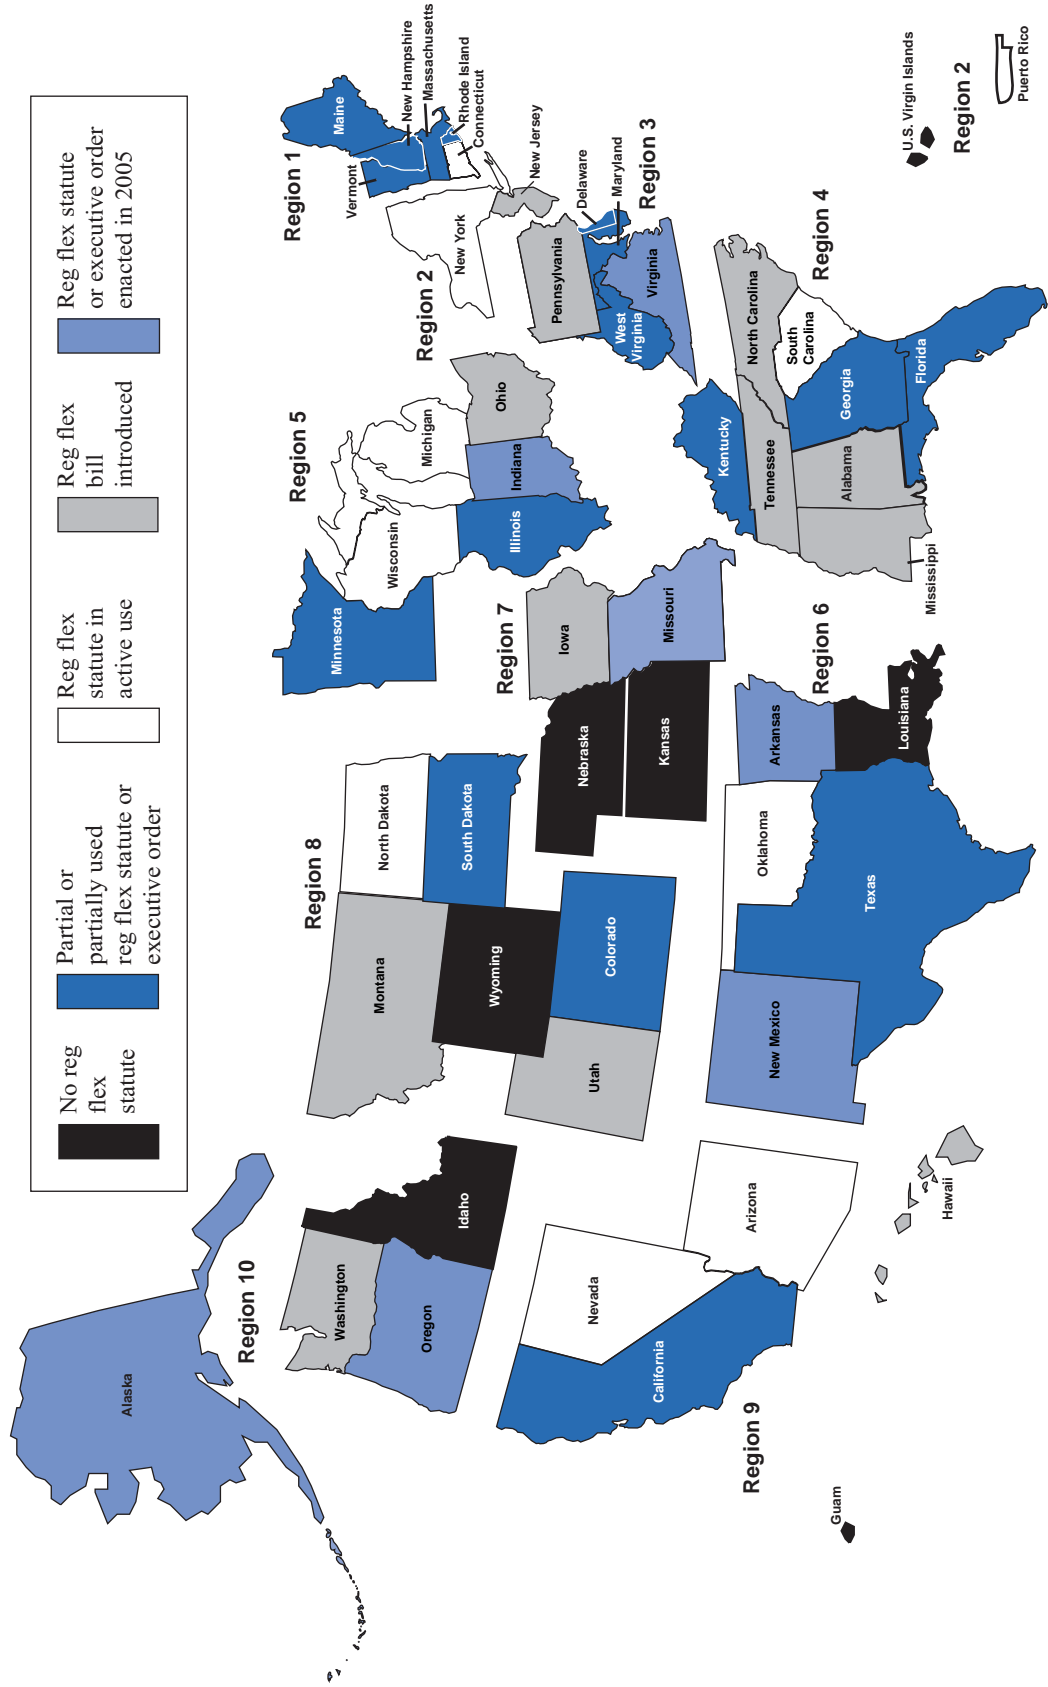 No reg
flex
statute
Partial or
partially used
reg flex statute or
executive order
Reg flex
statute in
active use
Reg flex
bill
introduced
Reg flex statute
or executive order
enacted in 2005
Alaska
Region 10
Washington
Oregon
Idaho
Region 8
Montana
North Dakota
South Dakota
Wyoming
Utah
Colorado
Region 9
Nevada
California
Arizona
Hawaii
Guam
Region 7
Nebraska
Kansas
Iowa
Missouri
Region 6
New Mexico
Oklahoma
Texas
Arkansas
Louisiana
Region 5
Minnesota
Wisconsin
Michigan
Illinois
Indiana
Ohio
Region 4
Kentucky
Tennessee
North Carolina
South
Carolina
Mississippi
Alabama
Georgia
Florida
Region 3
Pennsylvania
West
Virginia
Virginia
Delaware
Maryland
Region 2
New York
New Jersey
Region 1
Vermont
Maine
New Hampshire
Massachusetts
Rhode Island
Connecticut
U.S. Virgin Islands
Region 2
Puerto Rico